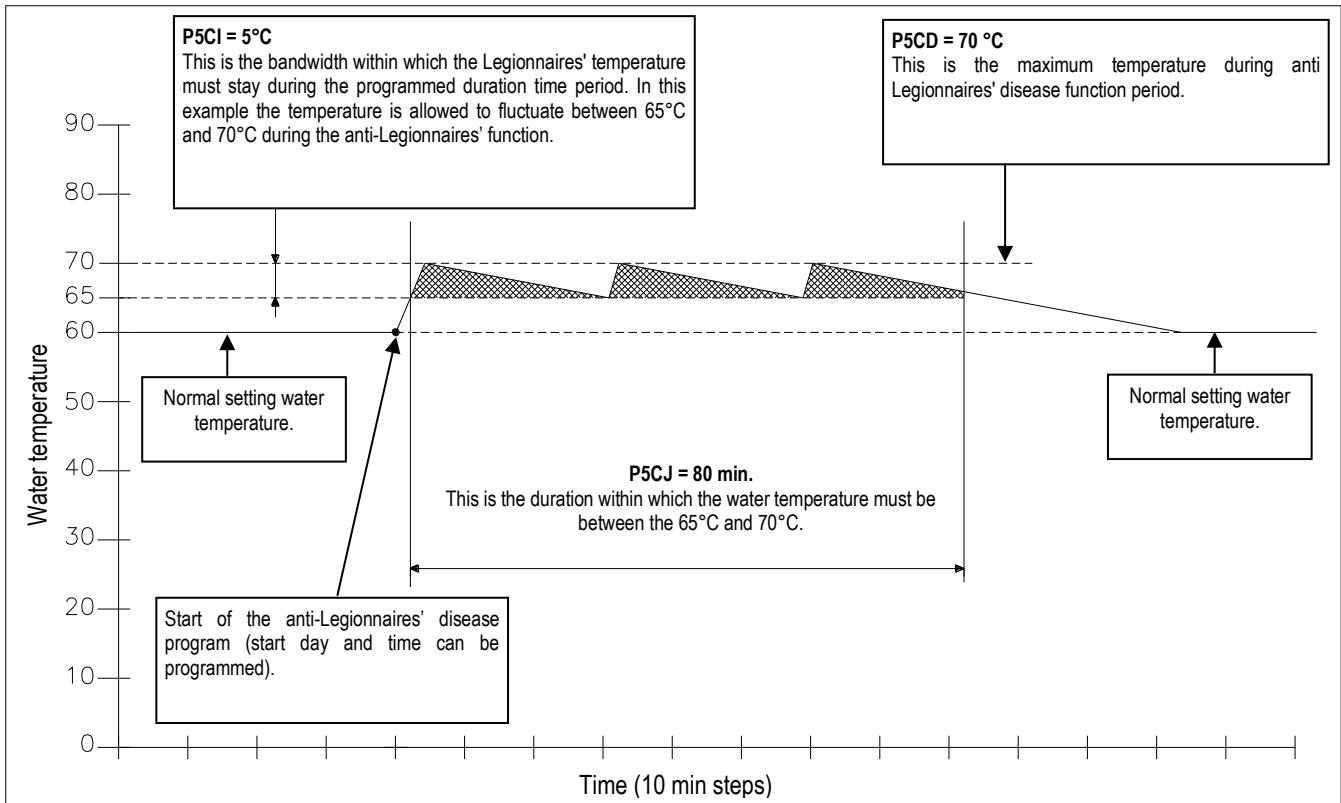 P5CI = 5°C
This is the bandwidth within which the Legionnaires' temperature
must stay during the programmed duration time period. In this
example the temperature is allowed to fluctuate between 65°C
and 70°C during the anti-Legionnaires’ function.
P5CD = 70 °C
This is the maximum temperature during anti
Legionnaires' disease function period.
90
80
70
65
60
50
40
30
20
10
0
Water temperature
Normal setting water
temperature.
Normal setting water
temperature.
P5CJ = 80 min.
This is the duration within which the water temperature must be
between the 65°C and 70°C.
Start of the anti-Legionnaires’ disease
program (start day and time can be
programmed).
Time (10 min steps)